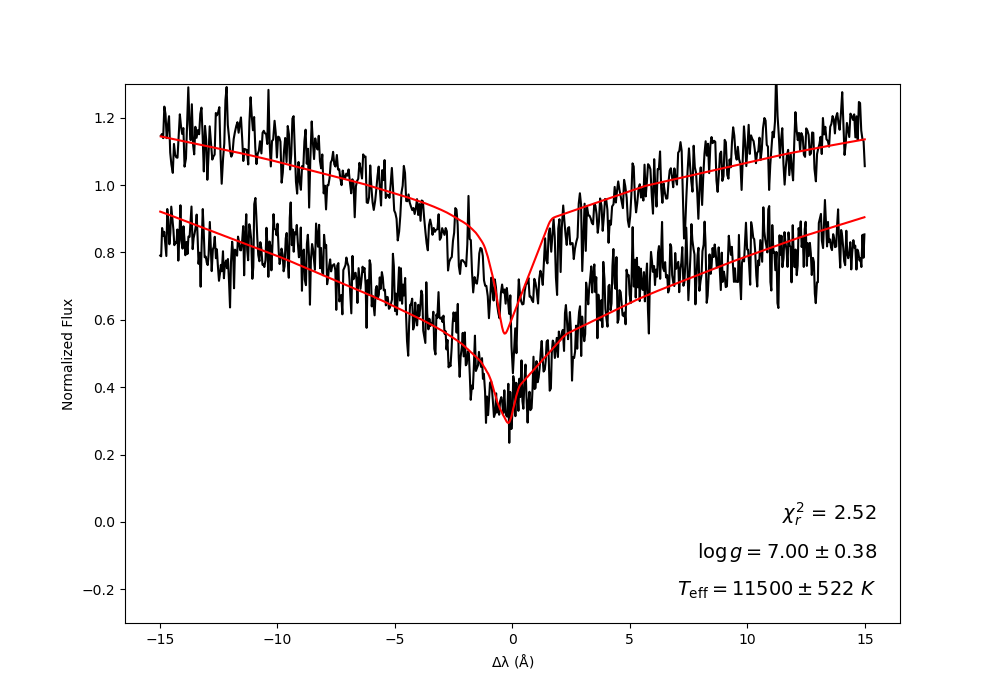 1.2
1.0
0.8
0.6
0.4
0.2
0.0
−0.2
Normalized Flux
χ²ᵣ = 2.52
log g = 7.00 ± 0.38
T_eff = 11500 ± 522 K
−15 −10 −5 0 5 10 15
Δλ (Å)